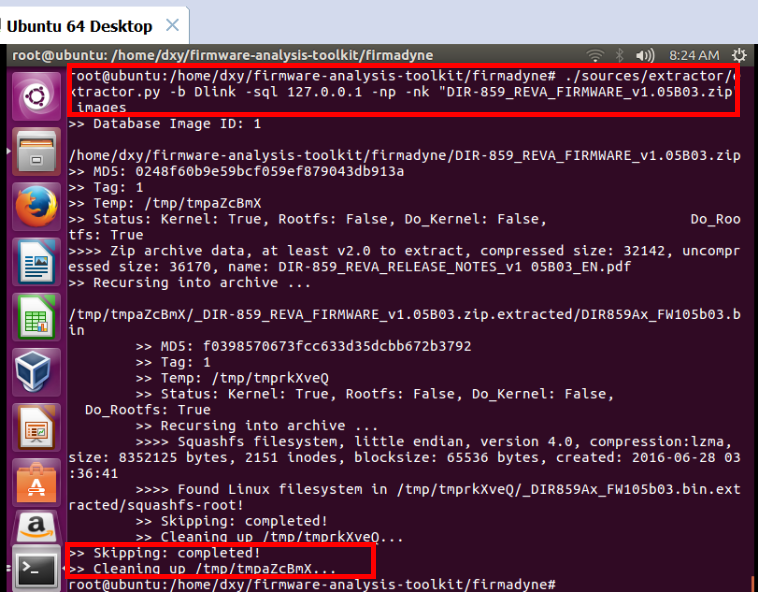 Ubuntu 64 Desktop
root@ubuntu: /home/dxy/firmware-analysis-toolkit/firmadyne
8:24 AM
root@ubuntu:/home/dxy/firmware-analysis-toolkit/firmadyne# ./sources/extractor/e
xtractor.py -b Dlink -sql 127.0.0.1 -np -nk "DIR-859_REVA_FIRMWARE_v1.05B03.zip"
images
>> Database Image ID: 1
/home/dxy/firmware-analysis-toolkit/firmadyne/DIR-859_REVA_FIRMWARE_v1.05B03.zip
>> MD5: 0248f60b9e59bcf059ef879043db913a
>> Tag: 1
>> Temp: /tmp/tmpaZcBmX
>> Status: Kernel: True, Rootfs: False, Do_Kernel: False, Do_Roo
tfs: True
>>>> Zip archive data, at least v2.0 to extract, compressed size: 32142, uncompr
essed size: 36170, name: DIR-859_REVA_RELEASE_NOTES_v1 05B03_EN.pdf
>> Recursing into archive ...
/tmp/tmpaZcBmX/_DIR-859_REVA_FIRMWARE_v1.05B03.zip.extracted/DIR859Ax_FW105b03.b
in
>> MD5: f0398570673fcc633d35dcbb672b3792
>> Tag: 1
>> Temp: /tmp/tmprkXveQ
>> Status: Kernel: True, Rootfs: False, Do_Kernel: False,
Do_Rootfs: True
>> Recursing into archive ...
>>>> Squashfs filesystem, little endian, version 4.0, compression:lzma,
size: 8352125 bytes, 2151 inodes, blocksize: 65536 bytes, created: 2016-06-28 03
:36:41
>>>> Found Linux filesystem in /tmp/tmprkXveQ/_DIR859Ax_FW105b03.bin.ext
racted/squashfs-root!
>> Skipping: completed!
>> Cleaning up /tmp/tmprkXveQ...
>> Skipping: completed!
>> Cleaning up /tmp/tmpaZcBmX...
root@ubuntu:/home/dxy/firmware-analysis-toolkit/firmadyne#